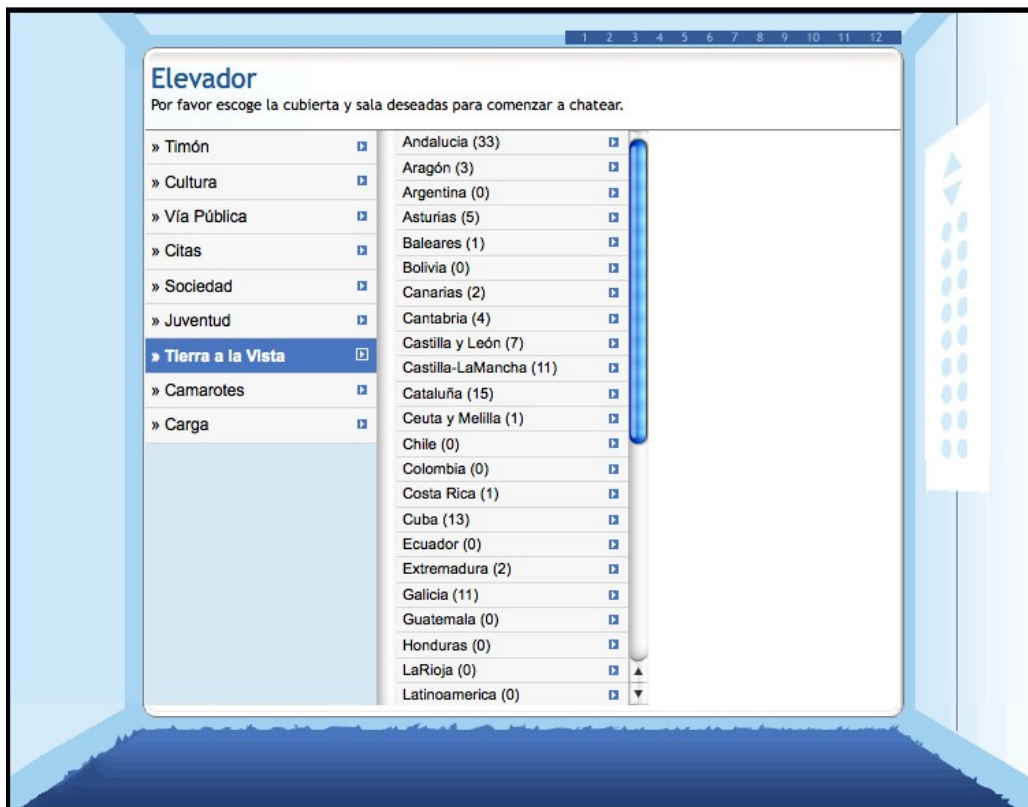 1 2 3 4 5 6 7 8 9 10 11 12
Elevador
Por favor escoge la cubierta y sala deseadas para comenzar a chatear.
» Timón
» Cultura
» Vía Pública
» Citas
» Sociedad
» Juventud
» Tierra a la Vista
» Camarotes
» Carga
Andalucia (33)
Aragón (3)
Argentina (0)
Asturias (5)
Baleares (1)
Bolivia (0)
Canarias (2)
Cantabria (4)
Castilla y León (7)
Castilla-LaMancha (11)
Cataluña (15)
Ceuta y Melilla (1)
Chile (0)
Colombia (0)
Costa Rica (1)
Cuba (13)
Ecuador (0)
Extremadura (2)
Galicia (11)
Guatemala (0)
Honduras (0)
LaRioja (0)
Latinoamerica (0)